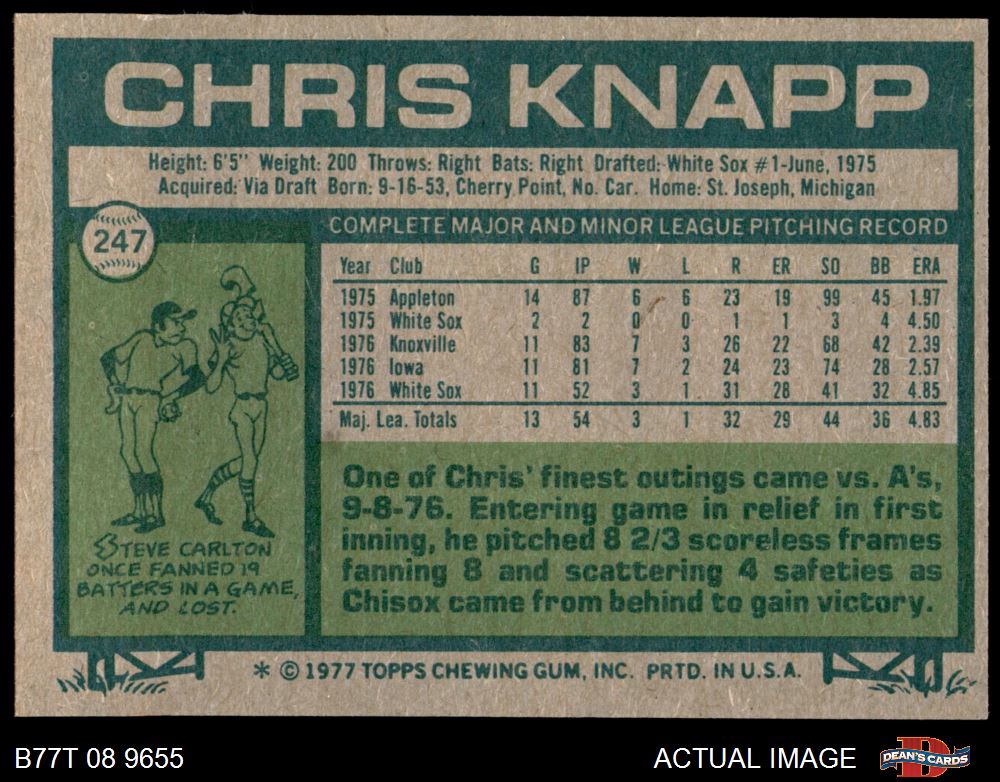 CHRIS KNAPP
Height: 6'5" Weight: 200 Throws: Right Bats: Right Drafted: White Sox #1-June, 1975
Acquired: Via Draft Born: 9-16-53, Cherry Point, No. Car. Home: St. Joseph, Michigan
247
COMPLETE MAJOR AND MINOR LEAGUE PITCHING RECORD
Year Club G IP W L R ER SO BB ERA
1975 Appleton 14 87 6 6 23 19 99 45 1.97
1975 White Sox 2 2 0 0 1 1 3 4 4.50
1976 Knoxville 11 83 7 3 26 22 68 42 2.39
1976 Iowa 11 81 7 2 24 23 74 28 2.57
1976 White Sox 11 52 3 1 31 28 41 32 4.85
Maj. Lea. Totals 13 54 3 1 32 29 44 36 4.83
STEVE CARLTON
ONCE FANNED 19
BATTERS IN A GAME,
AND LOST.
One of Chris' finest outings came vs. A's,
9-8-76. Entering game in relief in first
inning, he pitched 8 2/3 scoreless frames
fanning 8 and scattering 4 safeties as
Chisox came from behind to gain victory.
* © 1977 TOPPS CHEWING GUM, INC. PRTD. IN U.S.A.
B77T 08 9655
ACTUAL IMAGE
D
DEAN'S CARDS